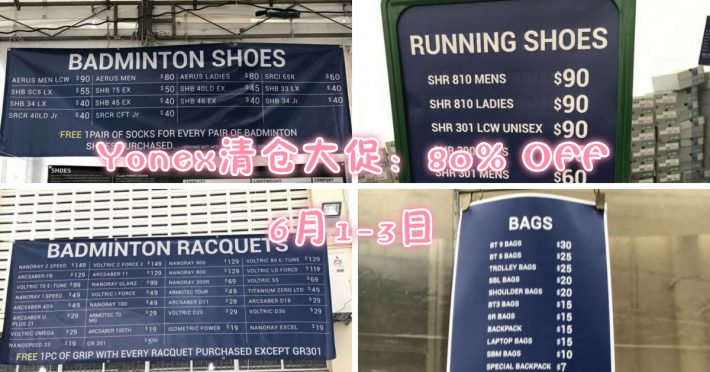 BADMINTON SHOES
AERUS MEN LCW $90 AERUS MEN $80 AERUS LADIES $80 SRCI 65R $60
SHB SC5 LX $55 SHB 75 EX $50 SHB 40LD EX $45 SHB 33 LX $40
SHB 34 LX $40 SHB 45 EX $40 SHB 46 EX $40 SHB 34 Jr. $40
SRCR 40LD Jr. $40 SRCR CFT Jr. $40
*FREE 1PAIR OF SOCKS FOR EVERY PAIR OF BADMINTON
SHOES PURCHASED.
SHOES
LIGHTWEIGHT
COMFORT
RUNNING SHOES
SHR 810 MENS $90
SHR 810 LADIES $90
SHR 301 LCW UNISEX $90
SHR 301 MENS $60
Yonex清仓大促：80% OFF
6月1-3日
BADMINTON RACQUETS
NANORAY Z SPEED $149 VOLTRIC Z FORCE 2 $149 NANORAY 900 $129 VOLTRIC 80 E-TUNE $129
ARCSABER FB $129 ARCSABER 11 $129 NANORAY 800 $129 VOLTRIC LD FORCE $119
VOLTRIC 70 E-TUNE $99 NANORAY GLANZ $99 NANORAY 300R $69 VOLTRIC 55 $69
NANORAY I SPEED $49 VOLTRIC I FORCE $49 ARMOTEC TOUR $49 TITANIUM ZERO LTD $49
ARCSABER 4DX $49 NANORAY 100 $49 ARCSABER D11 $29 ARCSABER D18 $29
ARCSABER U PLUS 21 $29 ARMOTEC 70 MG $29 VOLTRIC D20 $29 VOLTRIC D36 $29
VOLTRIC OMEGA $29 ARCSABER 100TH $19 ISOMETRIC POWER $19 NANORAY EXCEL $19
NANOSPEED 33 $19 GR 301 $5.90
FREE 1PC OF GRIP WITH EVERY RACQUET PURCHASED EXCEPT GR301
BAGS
BT 9 BAGS $30
BT 6 BAGS $25
TROLLEY BAGS $25
SBL BAGS $20
SHOULDER BAGS $20
BT3 BAGS $15
6R BAGS $15
BACKPACK $15
LAPTOP BAGS $15
SBM BAGS $10
SPECIAL BACKPACK $7